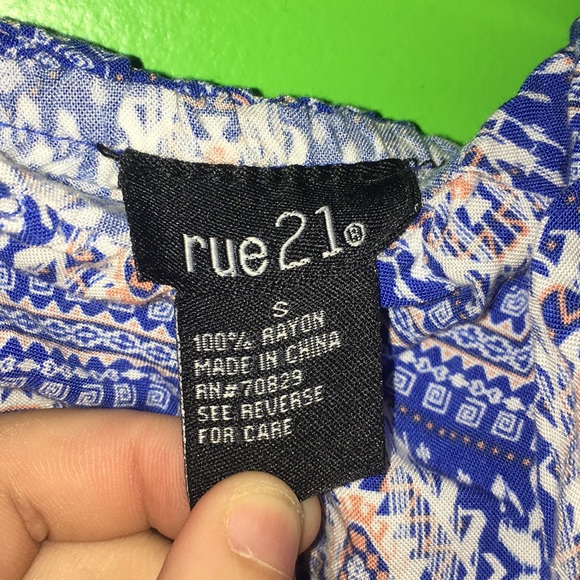 rue21®
S
100% RAYON
MADE IN CHINA
RN#70829
SEE REVERSE
FOR CARE